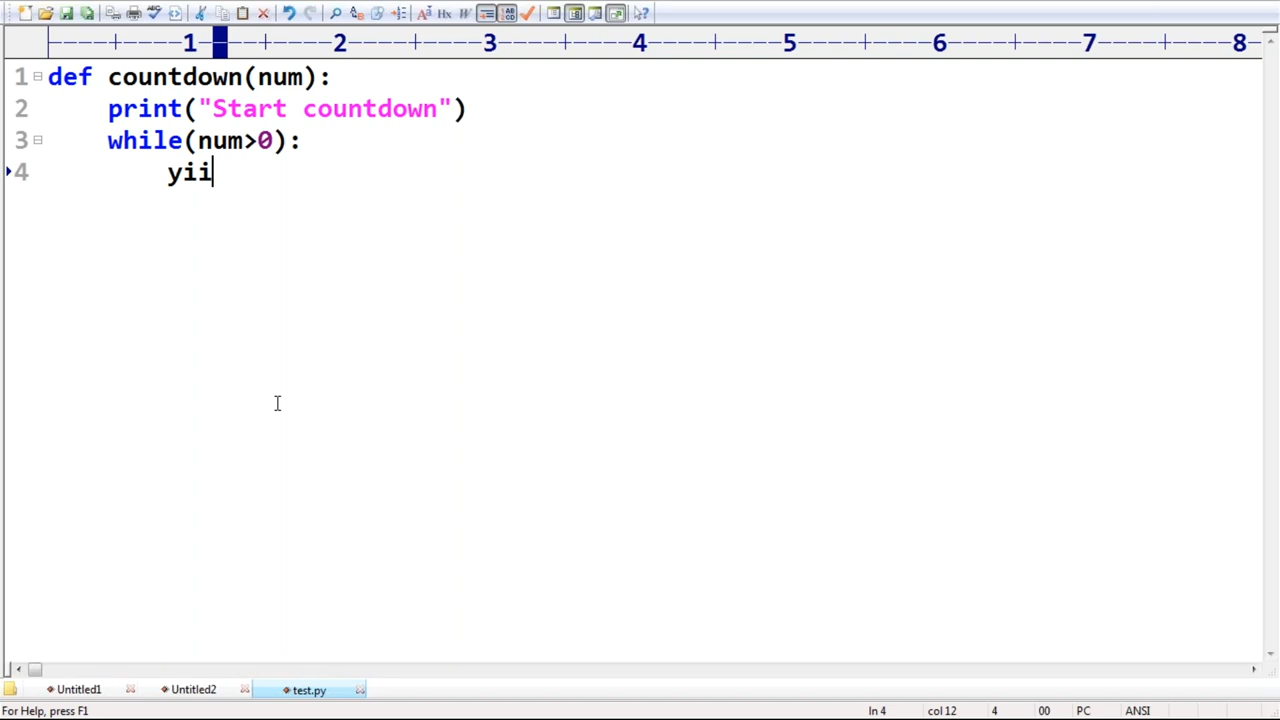 ----+----1----+----2----+----3----+----4----+----5----+----6----+----7----+----8
1 def countdown(num):
2 print("Start countdown")
3 while(num>0):
4 yii
Untitled1 Untitled2 test.py
For Help, press F1 ln 4 col 12 4 00 PC ANSI